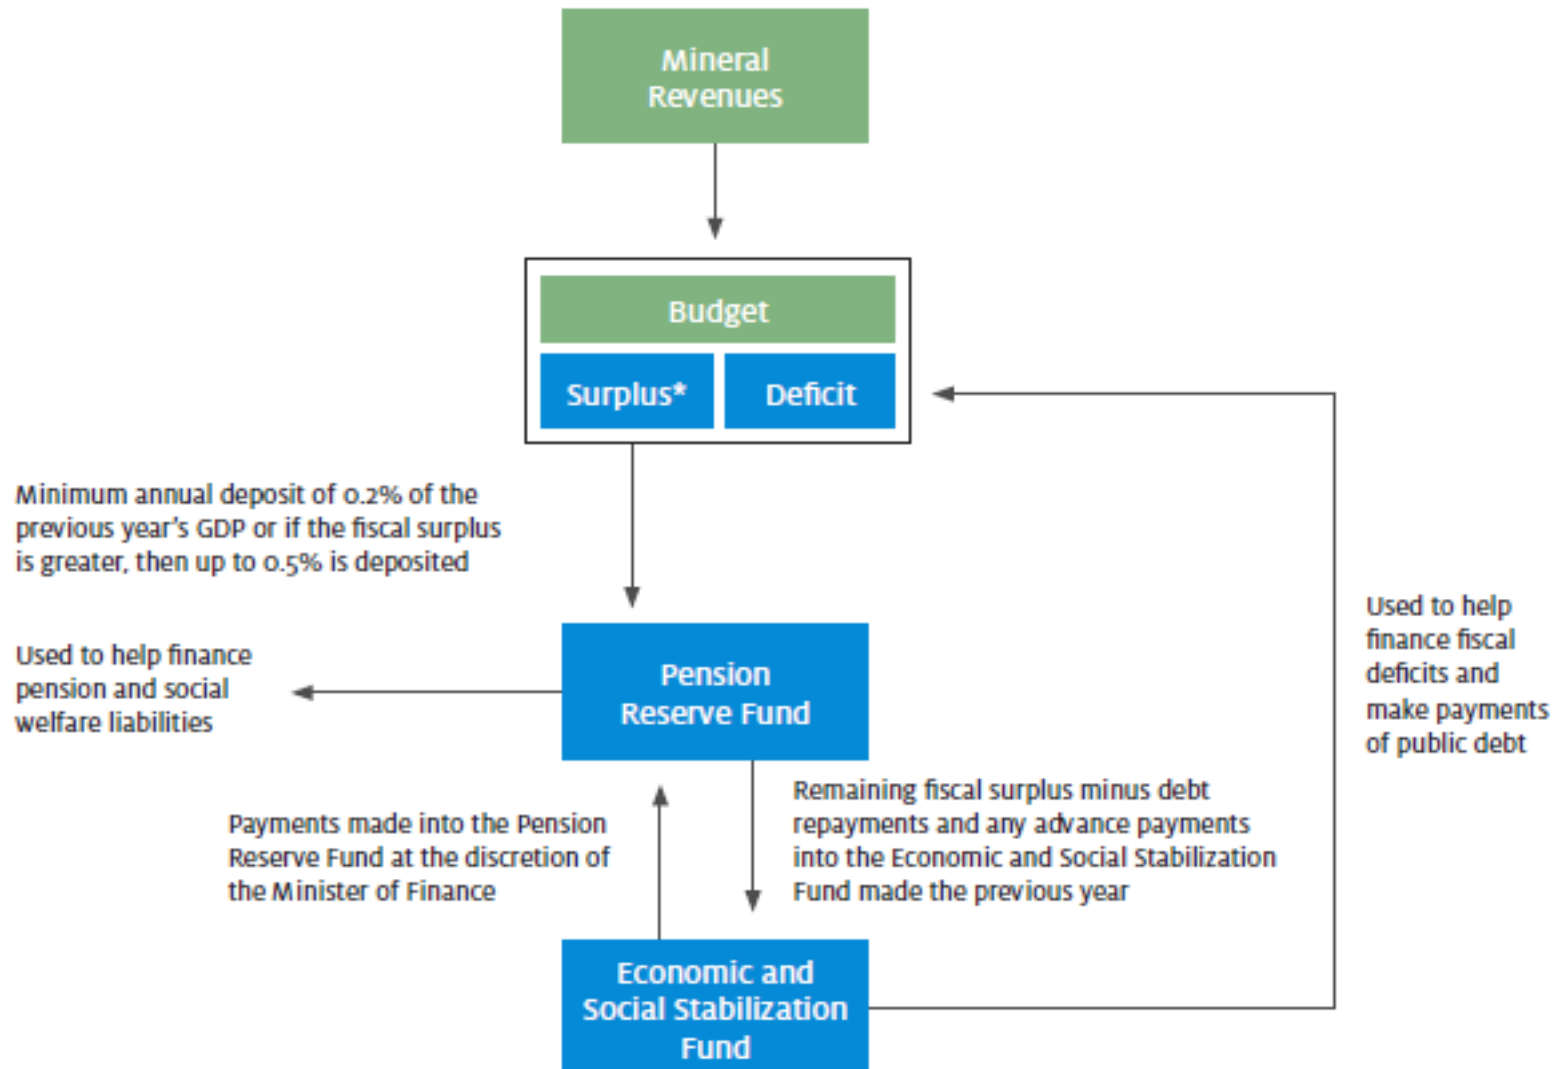 Mineral
Revenues
Budget
Surplus*
Deficit
Minimum annual deposit of 0.2% of the
previous year's GDP or if the fiscal surplus
is greater, then up to 0.5% is deposited
Used to help
finance fiscal
deficits and
make payments
of public debt
Used to help finance
pension and social
welfare liabilities
Pension
Reserve Fund
Payments made into the Pension
Reserve Fund at the discretion of
the Minister of Finance
Remaining fiscal surplus minus debt
repayments and any advance payments
into the Economic and Social Stabilization
Fund made the previous year
Economic and
Social Stabilization
Fund